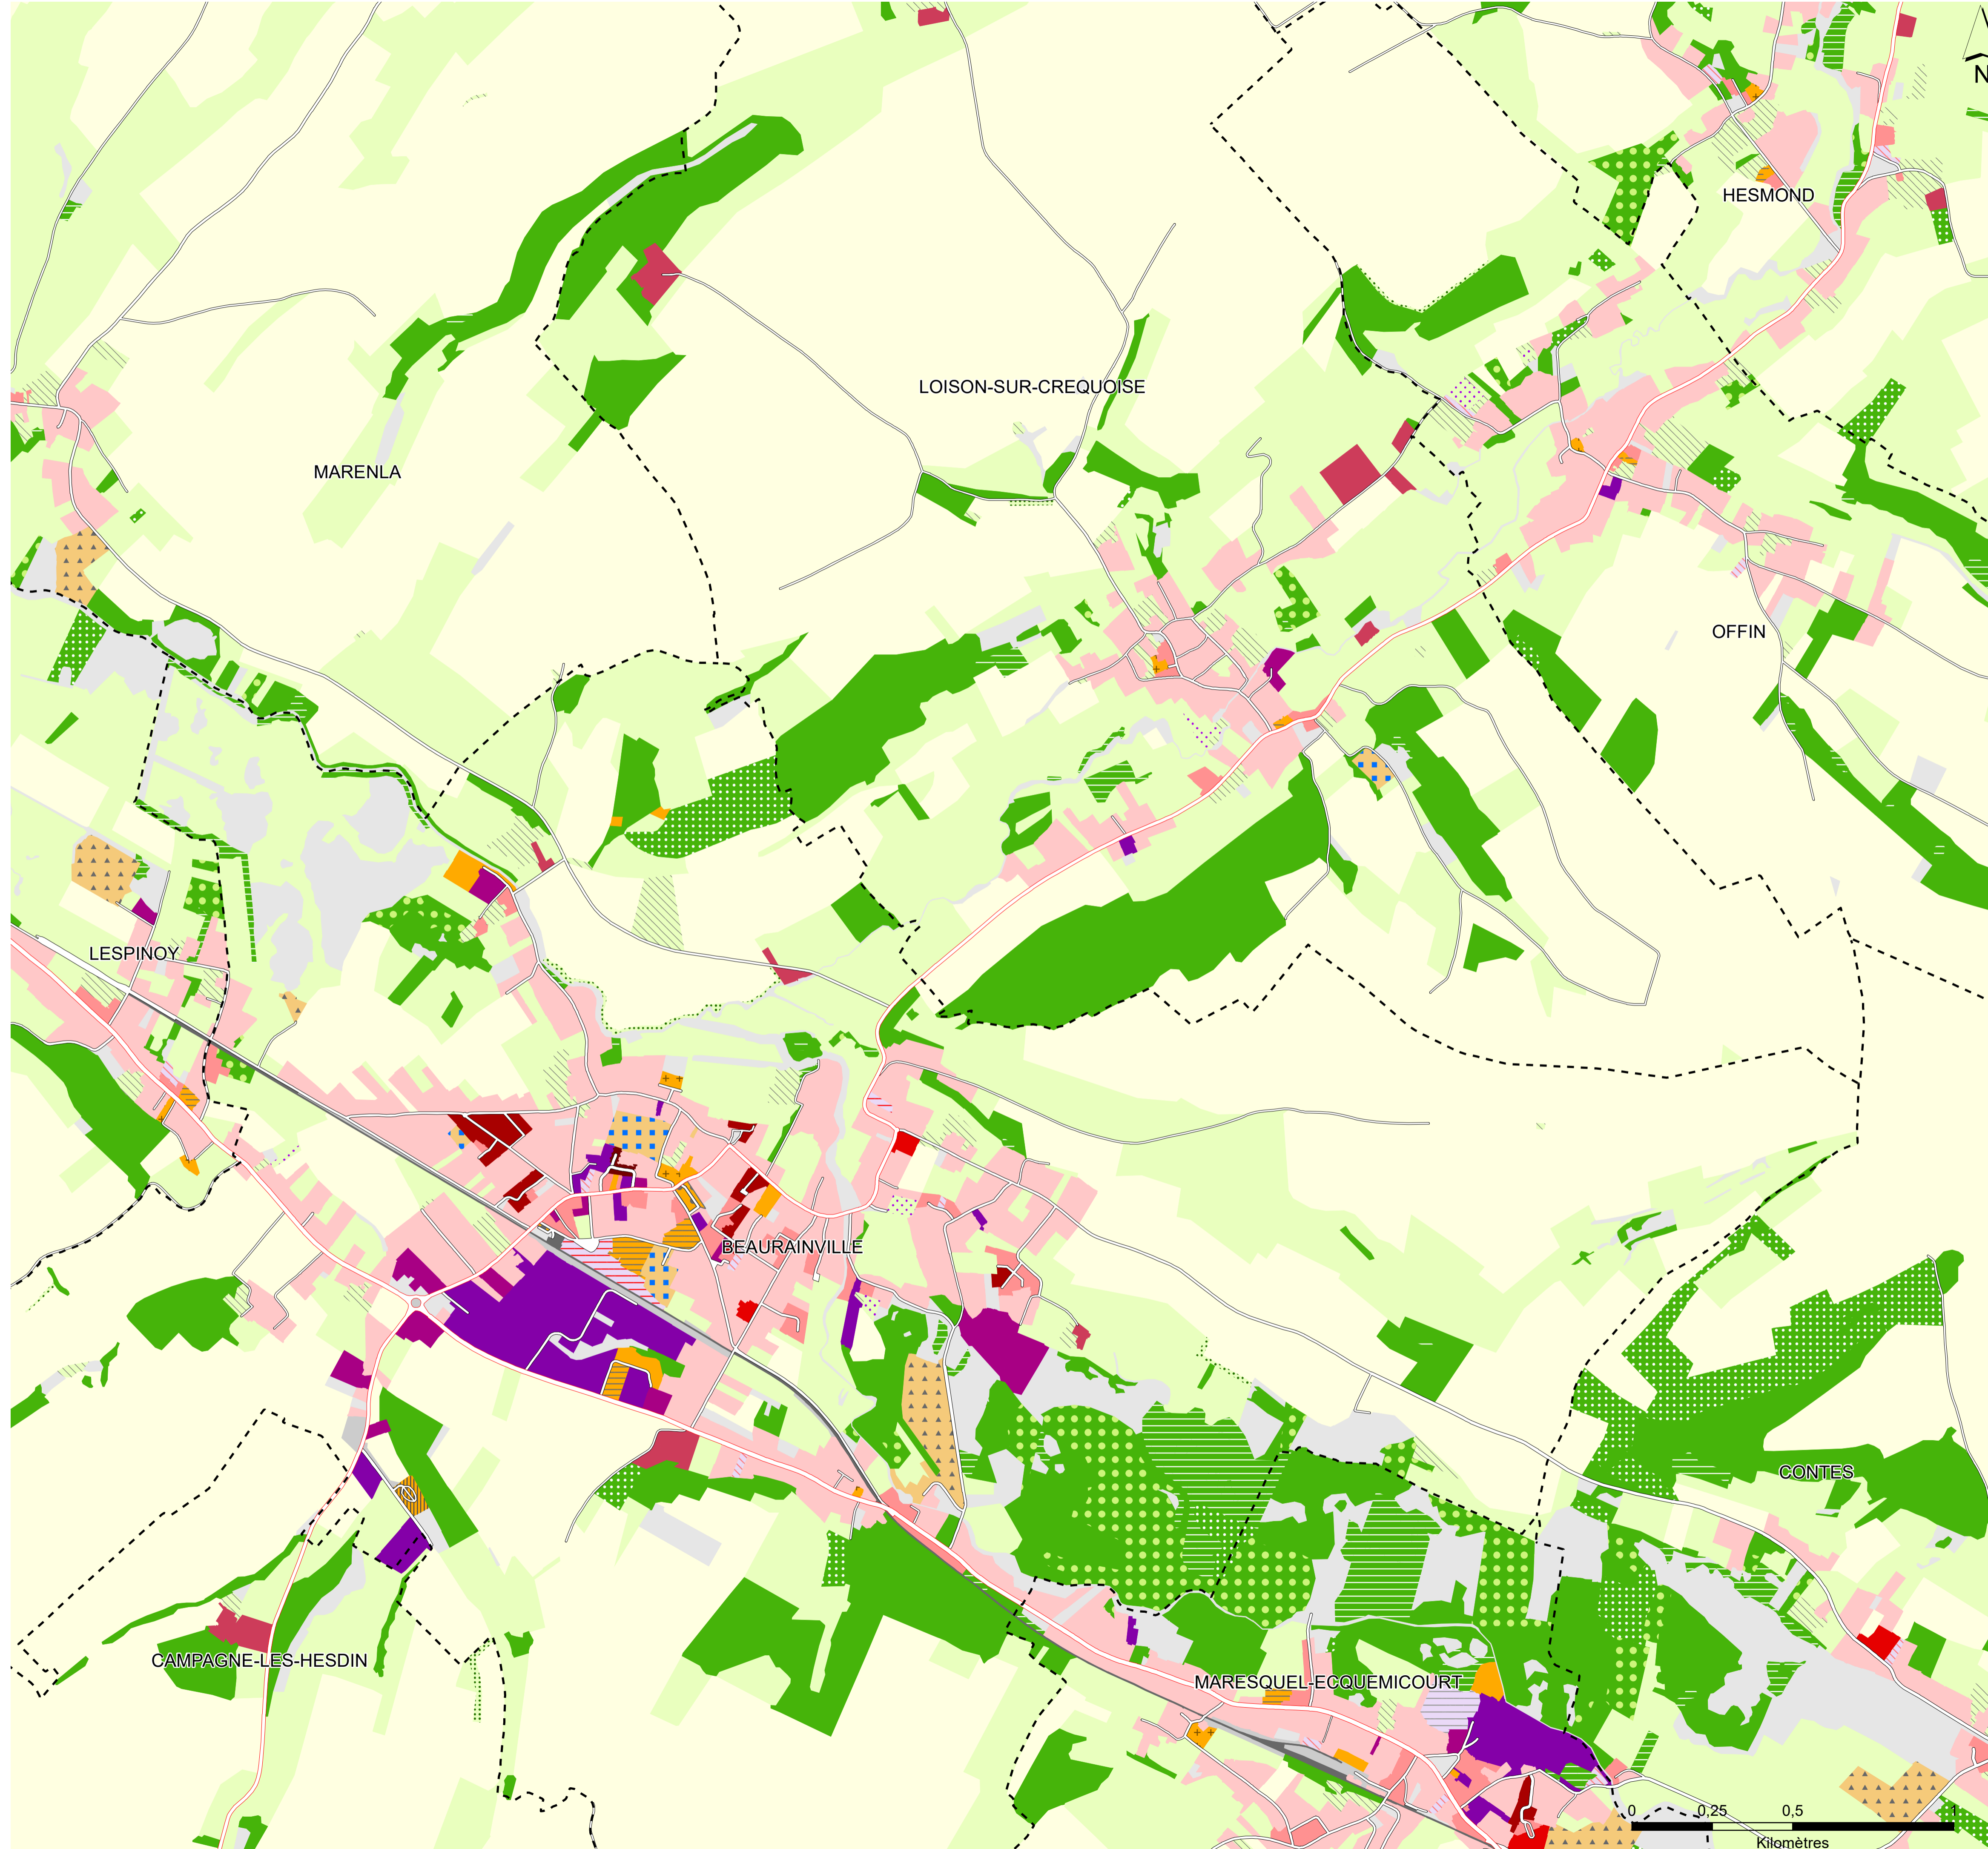 N
HESMOND
LOISON-SUR-CREQUOISE
MARENLA
OFFIN
LESPINOY
BEAURAINVILLE
CONTES
CAMPAGNE-LES-HESDIN
MARESQUEL-ECQUEMICOURT
0 0,25 0,5 1
Kilomètres